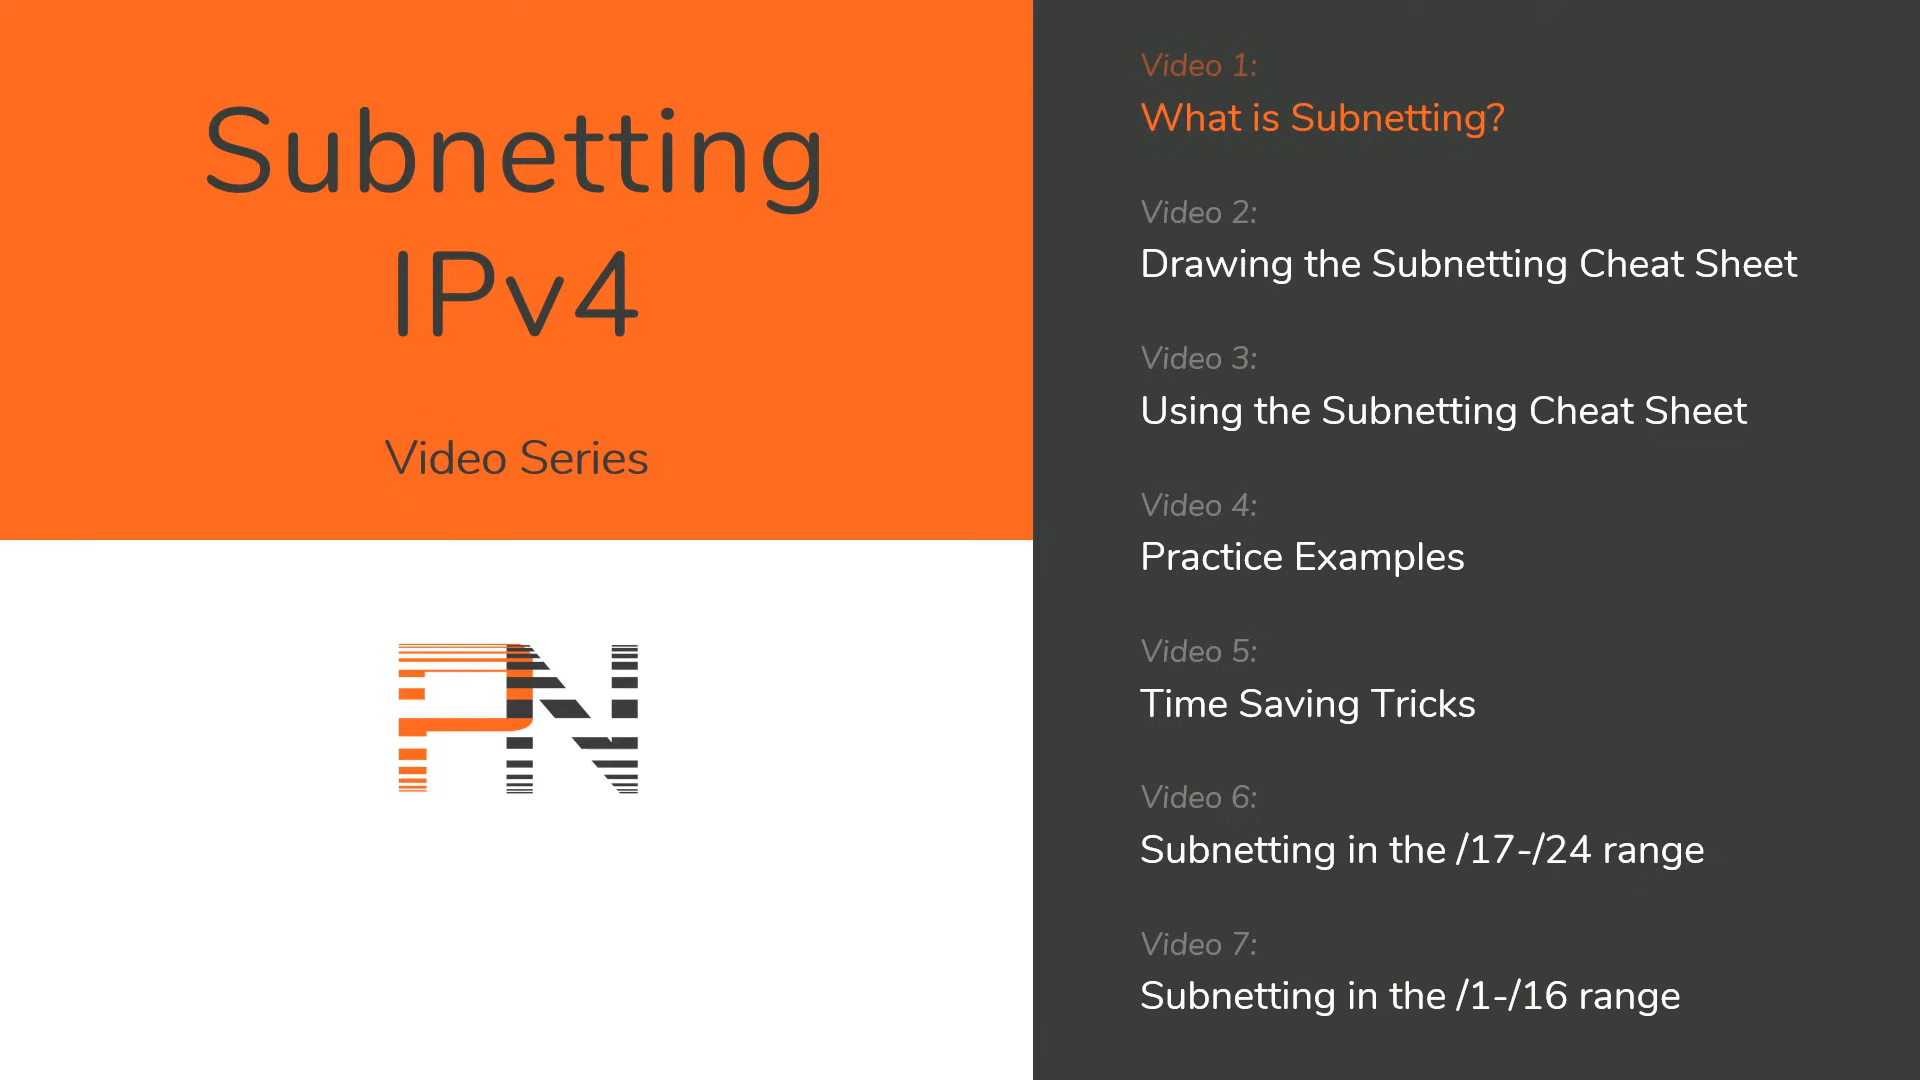 Subnetting
IPv4
Video Series
PN
Video 1:
What is Subnetting?
Video 2:
Drawing the Subnetting Cheat Sheet
Video 3:
Using the Subnetting Cheat Sheet
Video 4:
Practice Examples
Video 5:
Time Saving Tricks
Video 6:
Subnetting in the /17-/24 range
Video 7:
Subnetting in the /1-/16 range